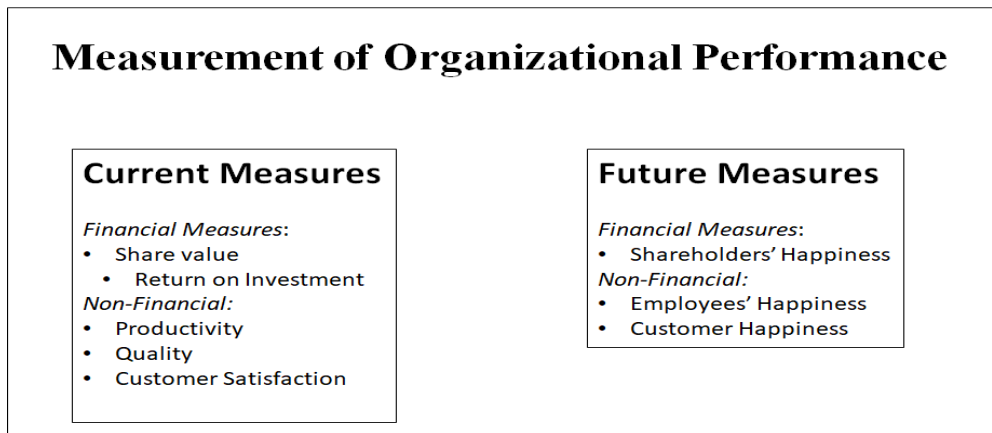 Measurement of Organizational Performance
Current Measures
Financial Measures:
• Share value
• Return on Investment
Non-Financial:
• Productivity
• Quality
• Customer Satisfaction
Future Measures
Financial Measures:
• Shareholders’ Happiness
Non-Financial:
• Employees’ Happiness
• Customer Happiness